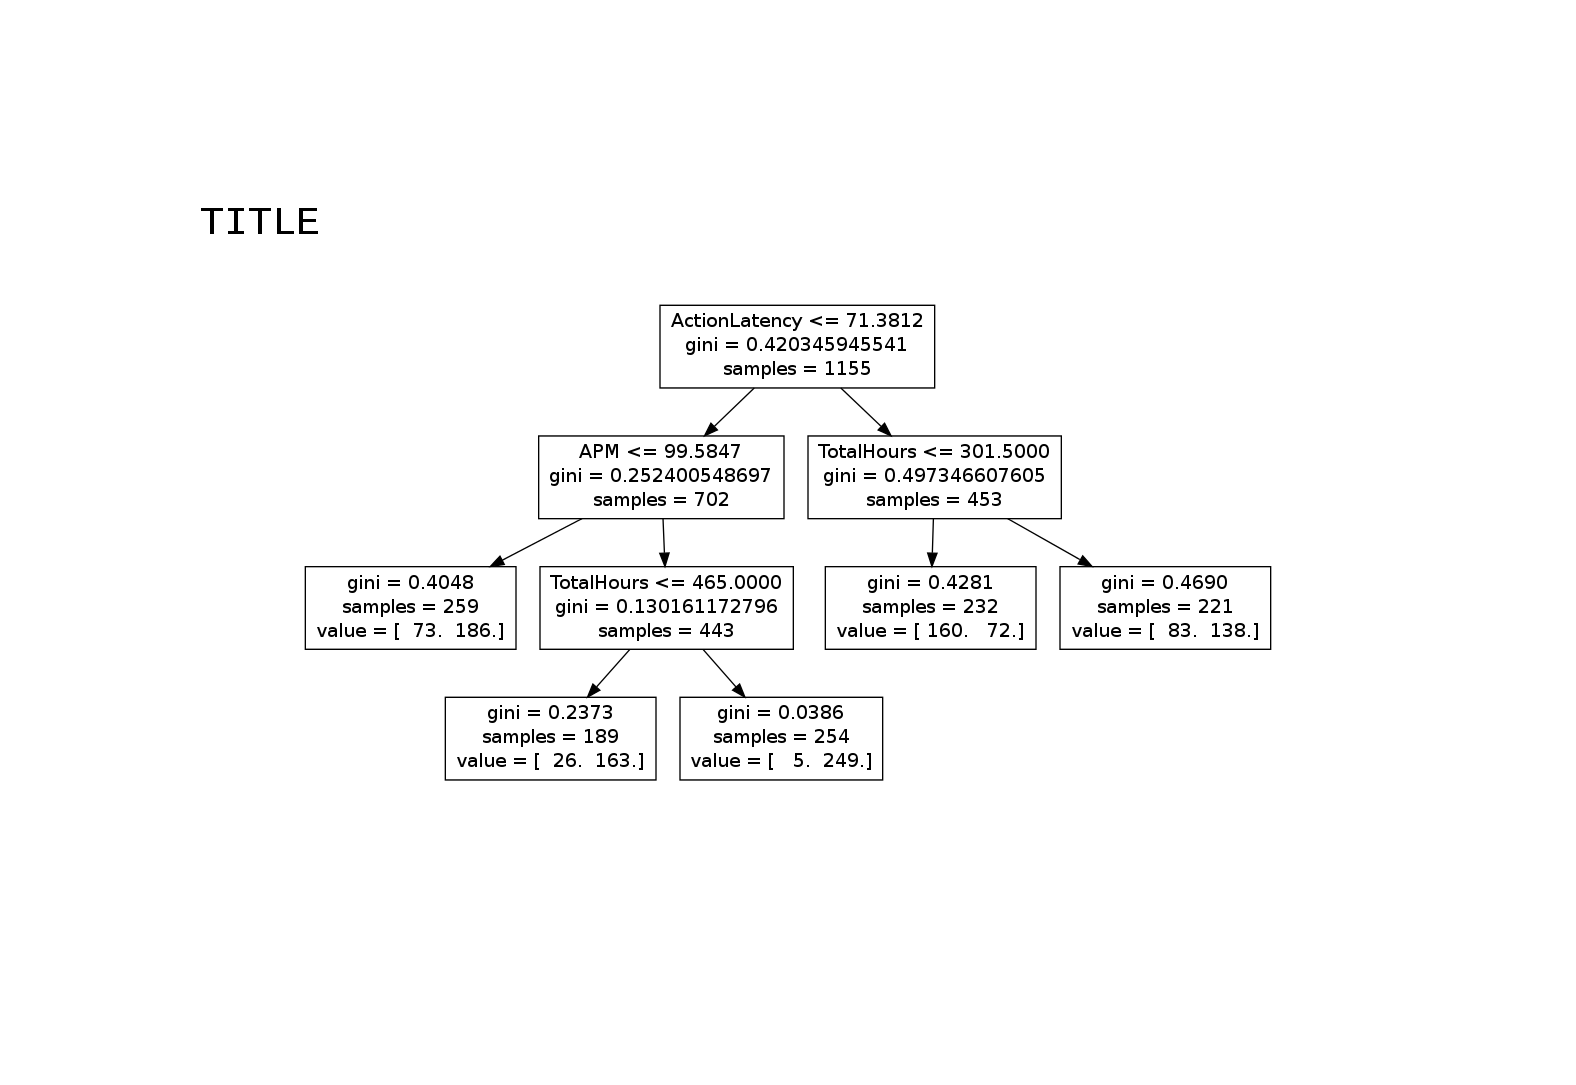 TITLE
ActionLatency <= 71.3812
gini = 0.420345945541
samples = 1155
APM <= 99.5847
gini = 0.252400548697
samples = 702
TotalHours <= 301.5000
gini = 0.497346607605
samples = 453
gini = 0.4048
samples = 259
value = [  73.  186.]
TotalHours <= 465.0000
gini = 0.130161172796
samples = 443
gini = 0.4281
samples = 232
value = [ 160.   72.]
gini = 0.4690
samples = 221
value = [  83.  138.]
gini = 0.2373
samples = 189
value = [  26.  163.]
gini = 0.0386
samples = 254
value = [   5.  249.]